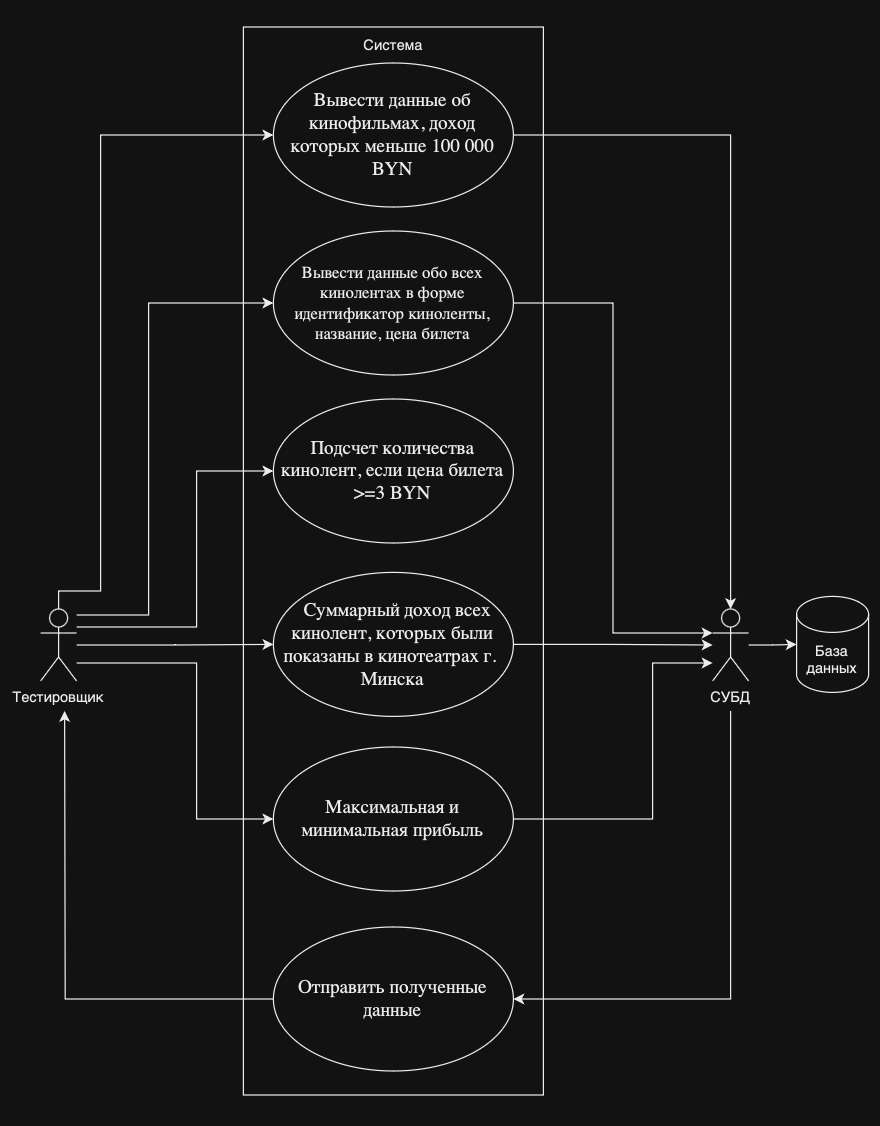 Система
Вывести данные об
кинофильмах, доход
которых меньше 100 000
BYN
Вывести данные обо всех
кинолентах в форме
идентификатор киноленты,
название, цена билета
Подсчет количества
кинолент, если цена билета
>=3 BYN
Суммарный доход всех
кинолент, которых были
показаны в кинотеатрах г.
Минска
Тестировщик
СУБД
База
данных
Максимальная и
минимальная прибыль
Отправить полученные
данные